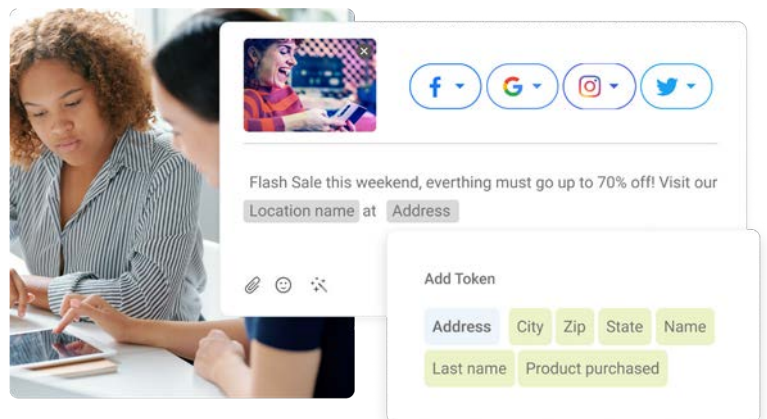 Flash Sale this weekend, everthing must go up to 70% off! Visit our
Location name at Address
Add Token
Address City Zip State Name
Last name Product purchased